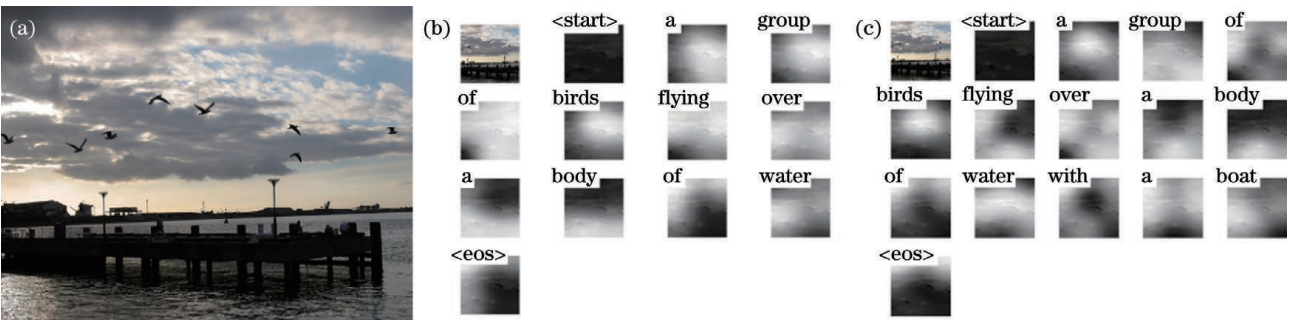 (a)
(b) <start> a group
of birds flying over
a body of water
<eos>
(c) <start> a group of
birds flying over a body
of water with a boat
<eos>